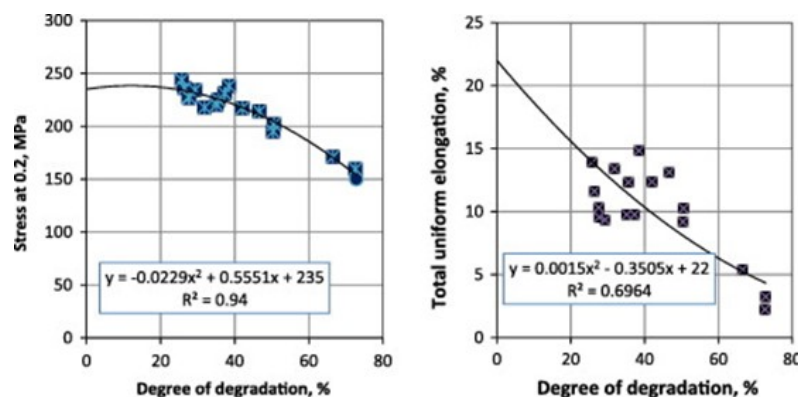 Stress at 0.2, MPa
300
250
200
150
100
50
0
y = -0.0229x² + 0.5551x + 235
R² = 0.94
0 20 40 60 80
Degree of degradation, %
Total uniform elongation, %
25
20
15
10
5
0
y = 0.0015x² - 0.3505x + 22
R² = 0.6964
0 20 40 60 80
Degree of degradation, %